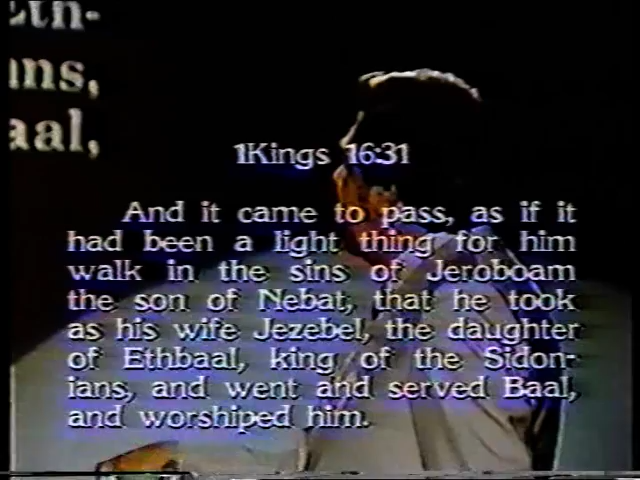 Eth-
ans,
aal,
1Kings 16:31
And it came to pass, as if it
had been a light thing for him
walk in the sins of Jeroboam
the son of Nebat, that he took
as his wife Jezebel, the daughter
of Ethbaal, king of the Sidon-
ians, and went and served Baal,
and worshiped him.